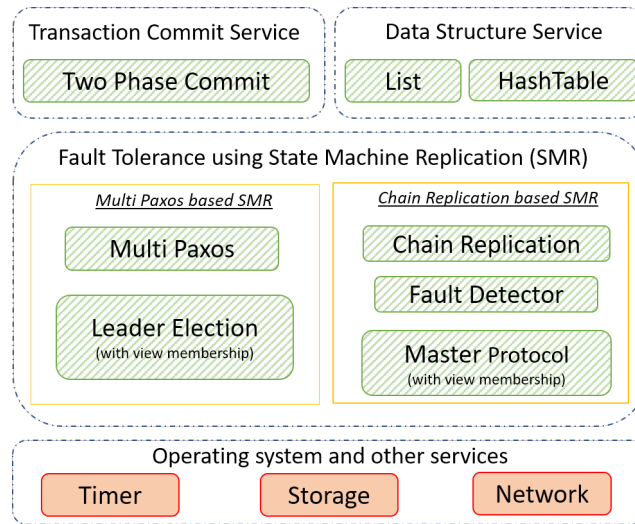 Transaction Commit Service
Two Phase Commit
Data Structure Service
List
HashTable
Fault Tolerance using State Machine Replication (SMR)
Multi Paxos based SMR
Multi Paxos
Leader Election
(with view membership)
Chain Replication based SMR
Chain Replication
Fault Detector
Master Protocol
(with view membership)
Operating system and other services
Timer
Storage
Network